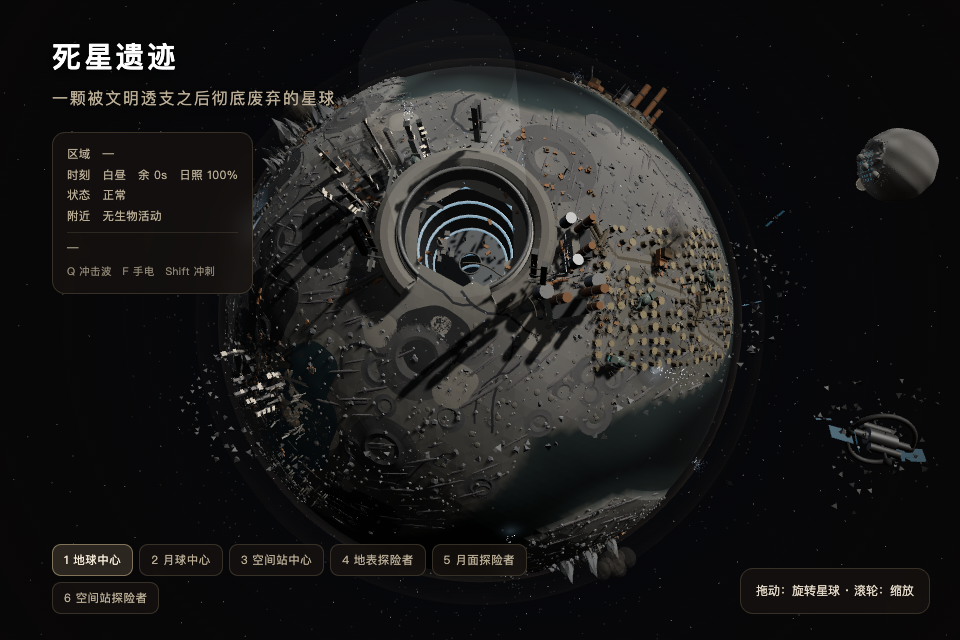 死星遗迹
一颗被文明透支之后彻底废弃的星球。
区域 —
时刻 白昼 余 0s 日照 100%
状态 正常
附近 无生物活动
—
Q 冲击波 F 手电 Shift 冲刺
1 地球中心 2 月球中心 3 空间站中心 4 地表探险者 5 月面探险者
6 空间站探险者
拖动：旋转星球 · 滚轮：缩放